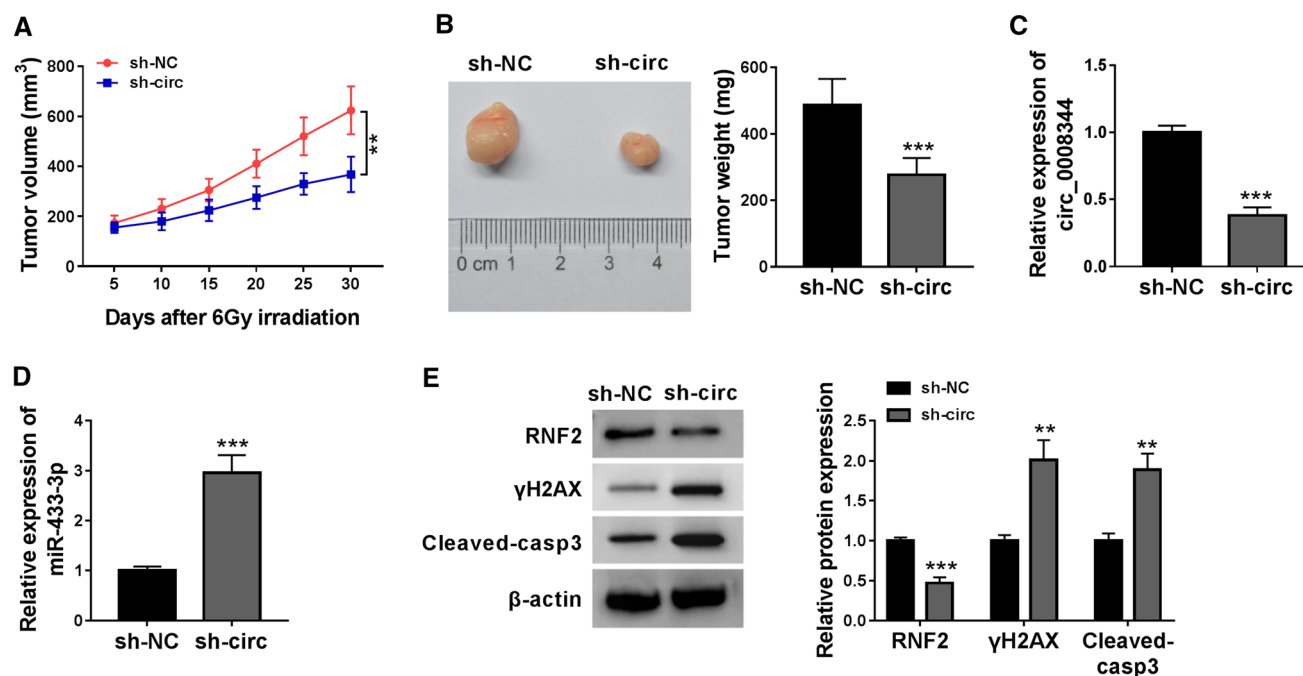 A
Tumor volume (mm3)
800
600
400
200
0
sh-NC
sh-circ
**
5 10 15 20 25 30
Days after 6Gy irradiation
B
sh-NC sh-circ
0 cm 1 2 3 4
Tumor weight (mg)
600
400
200
0
***
sh-NC sh-circ
C
Relative expression of
circ_0008344
1.5
1.0
0.5
0.0
***
sh-NC sh-circ
D
Relative expression of
miR-433-3p
4
3
2
1
0
***
sh-NC sh-circ
E
sh-NC sh-circ
RNF2
γH2AX
Cleaved-casp3
β-actin
sh-NC
sh-circ
Relative protein expression
2.5
2.0
1.5
1.0
0.5
0.0
***
**
**
RNF2 γH2AX Cleaved-
casp3